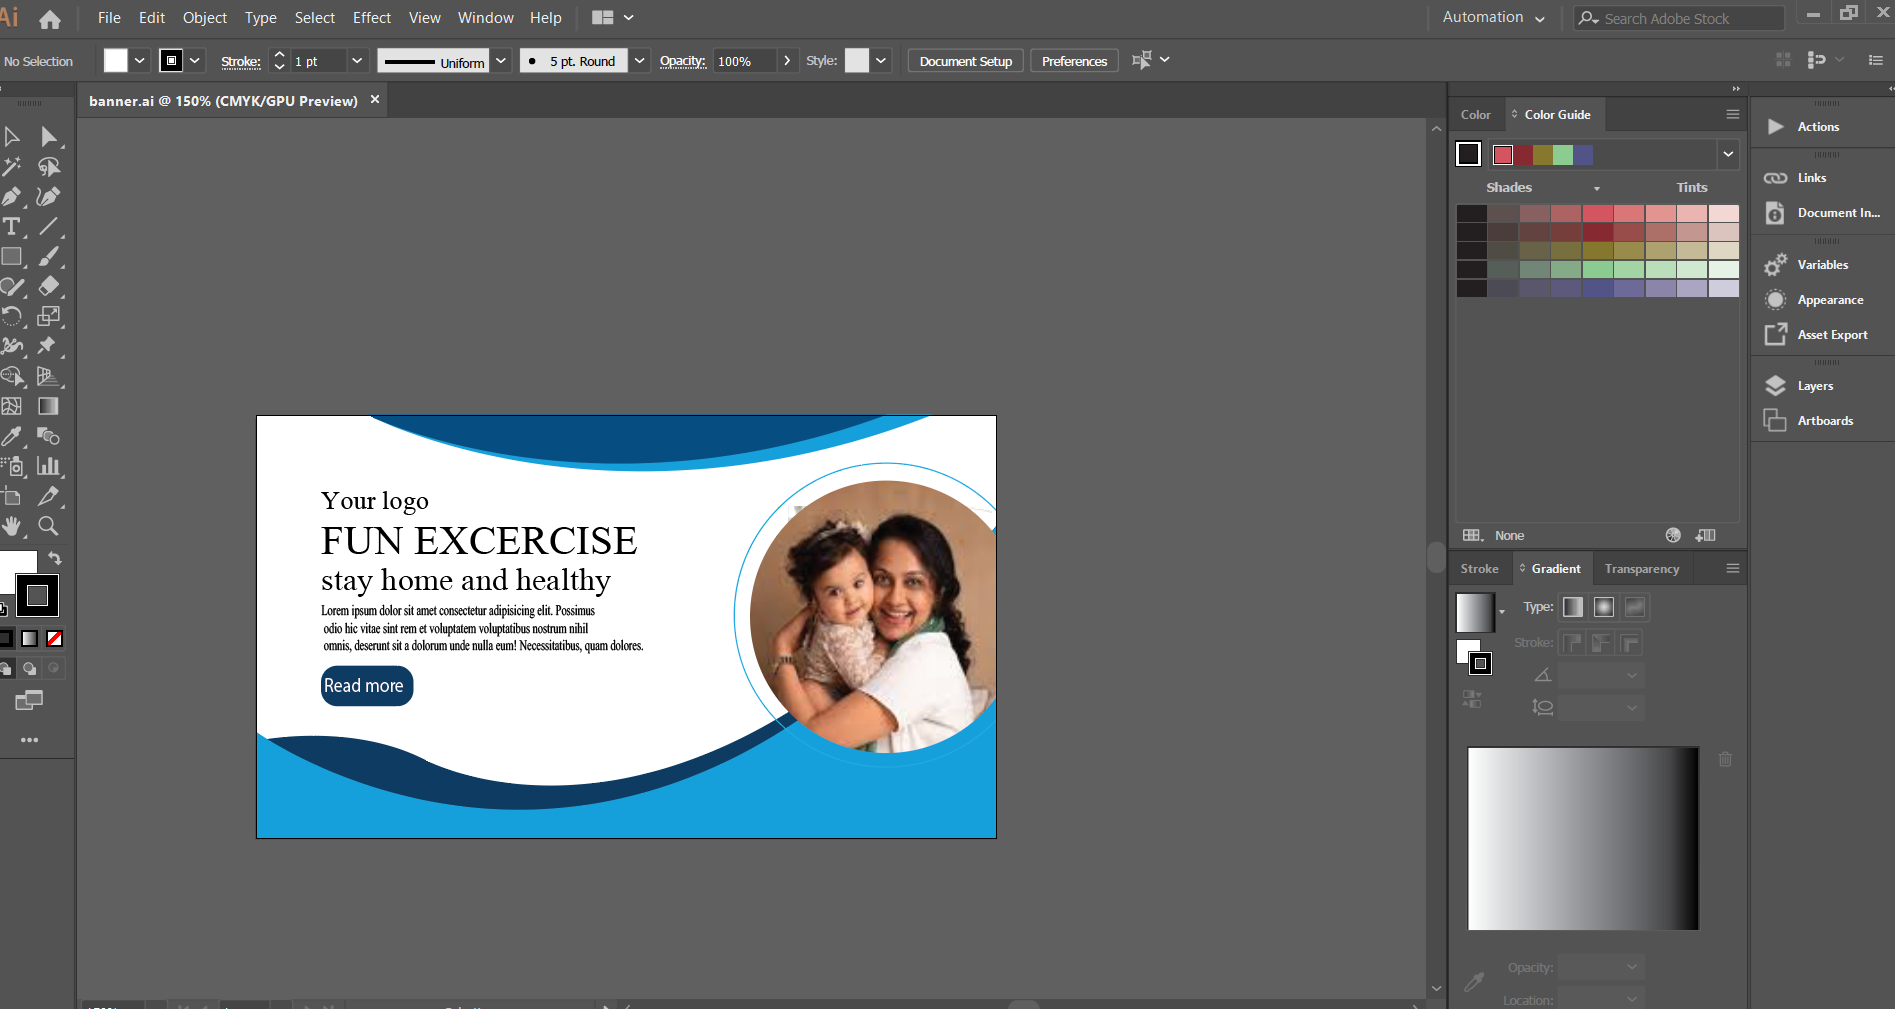 Ai File Edit Object Type Select Effect View Window Help Automation Search Adobe Stock
No Selection Stroke: 1 pt Uniform 5 pt. Round Opacity: 100% Style: Document Setup Preferences
banner.ai @ 150% (CMYK/GPU Preview) ×
Color Color Guide
Shades Tints
None
Stroke Gradient Transparency
Type:
Stroke:
Opacity:
Location:
Actions
Links
Document In...
Variables
Appearance
Asset Export
Layers
Artboards
Your logo
FUN EXCERCISE
stay home and healthy
Lorem ipsum dolor sit amet consectetur adipisicing elit. Possimus
odio hic vitae sint rem et voluptatem voluptatibus nostrum nihil
omnis, deserunt sit a dolorum unde nulla eum! Necessitatibus, quam dolores.
Read more